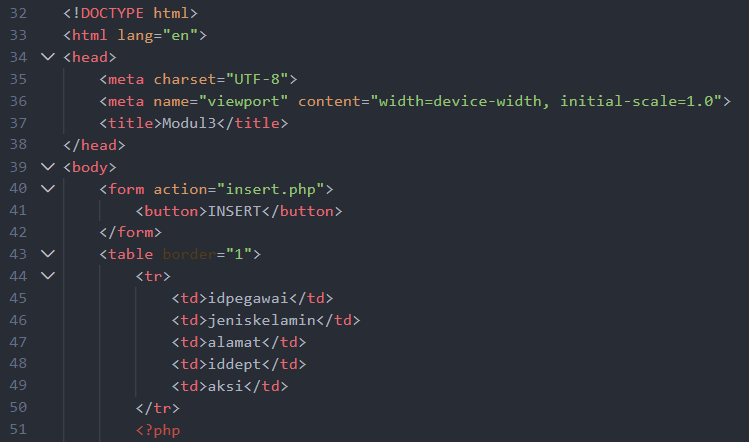 32 <!DOCTYPE html>
33 <html lang="en">
34 <head>
35 <meta charset="UTF-8">
36 <meta name="viewport" content="width=device-width, initial-scale=1.0">
37 <title>Modul3</title>
38 </head>
39 <body>
40 <form action="insert.php">
41 <button>INSERT</button>
42 </form>
43 <table border="1">
44 <tr>
45 <td>idpegawai</td>
46 <td>jeniskelamin</td>
47 <td>alamat</td>
48 <td>iddept</td>
49 <td>aksi</td>
50 </tr>
51 <?php